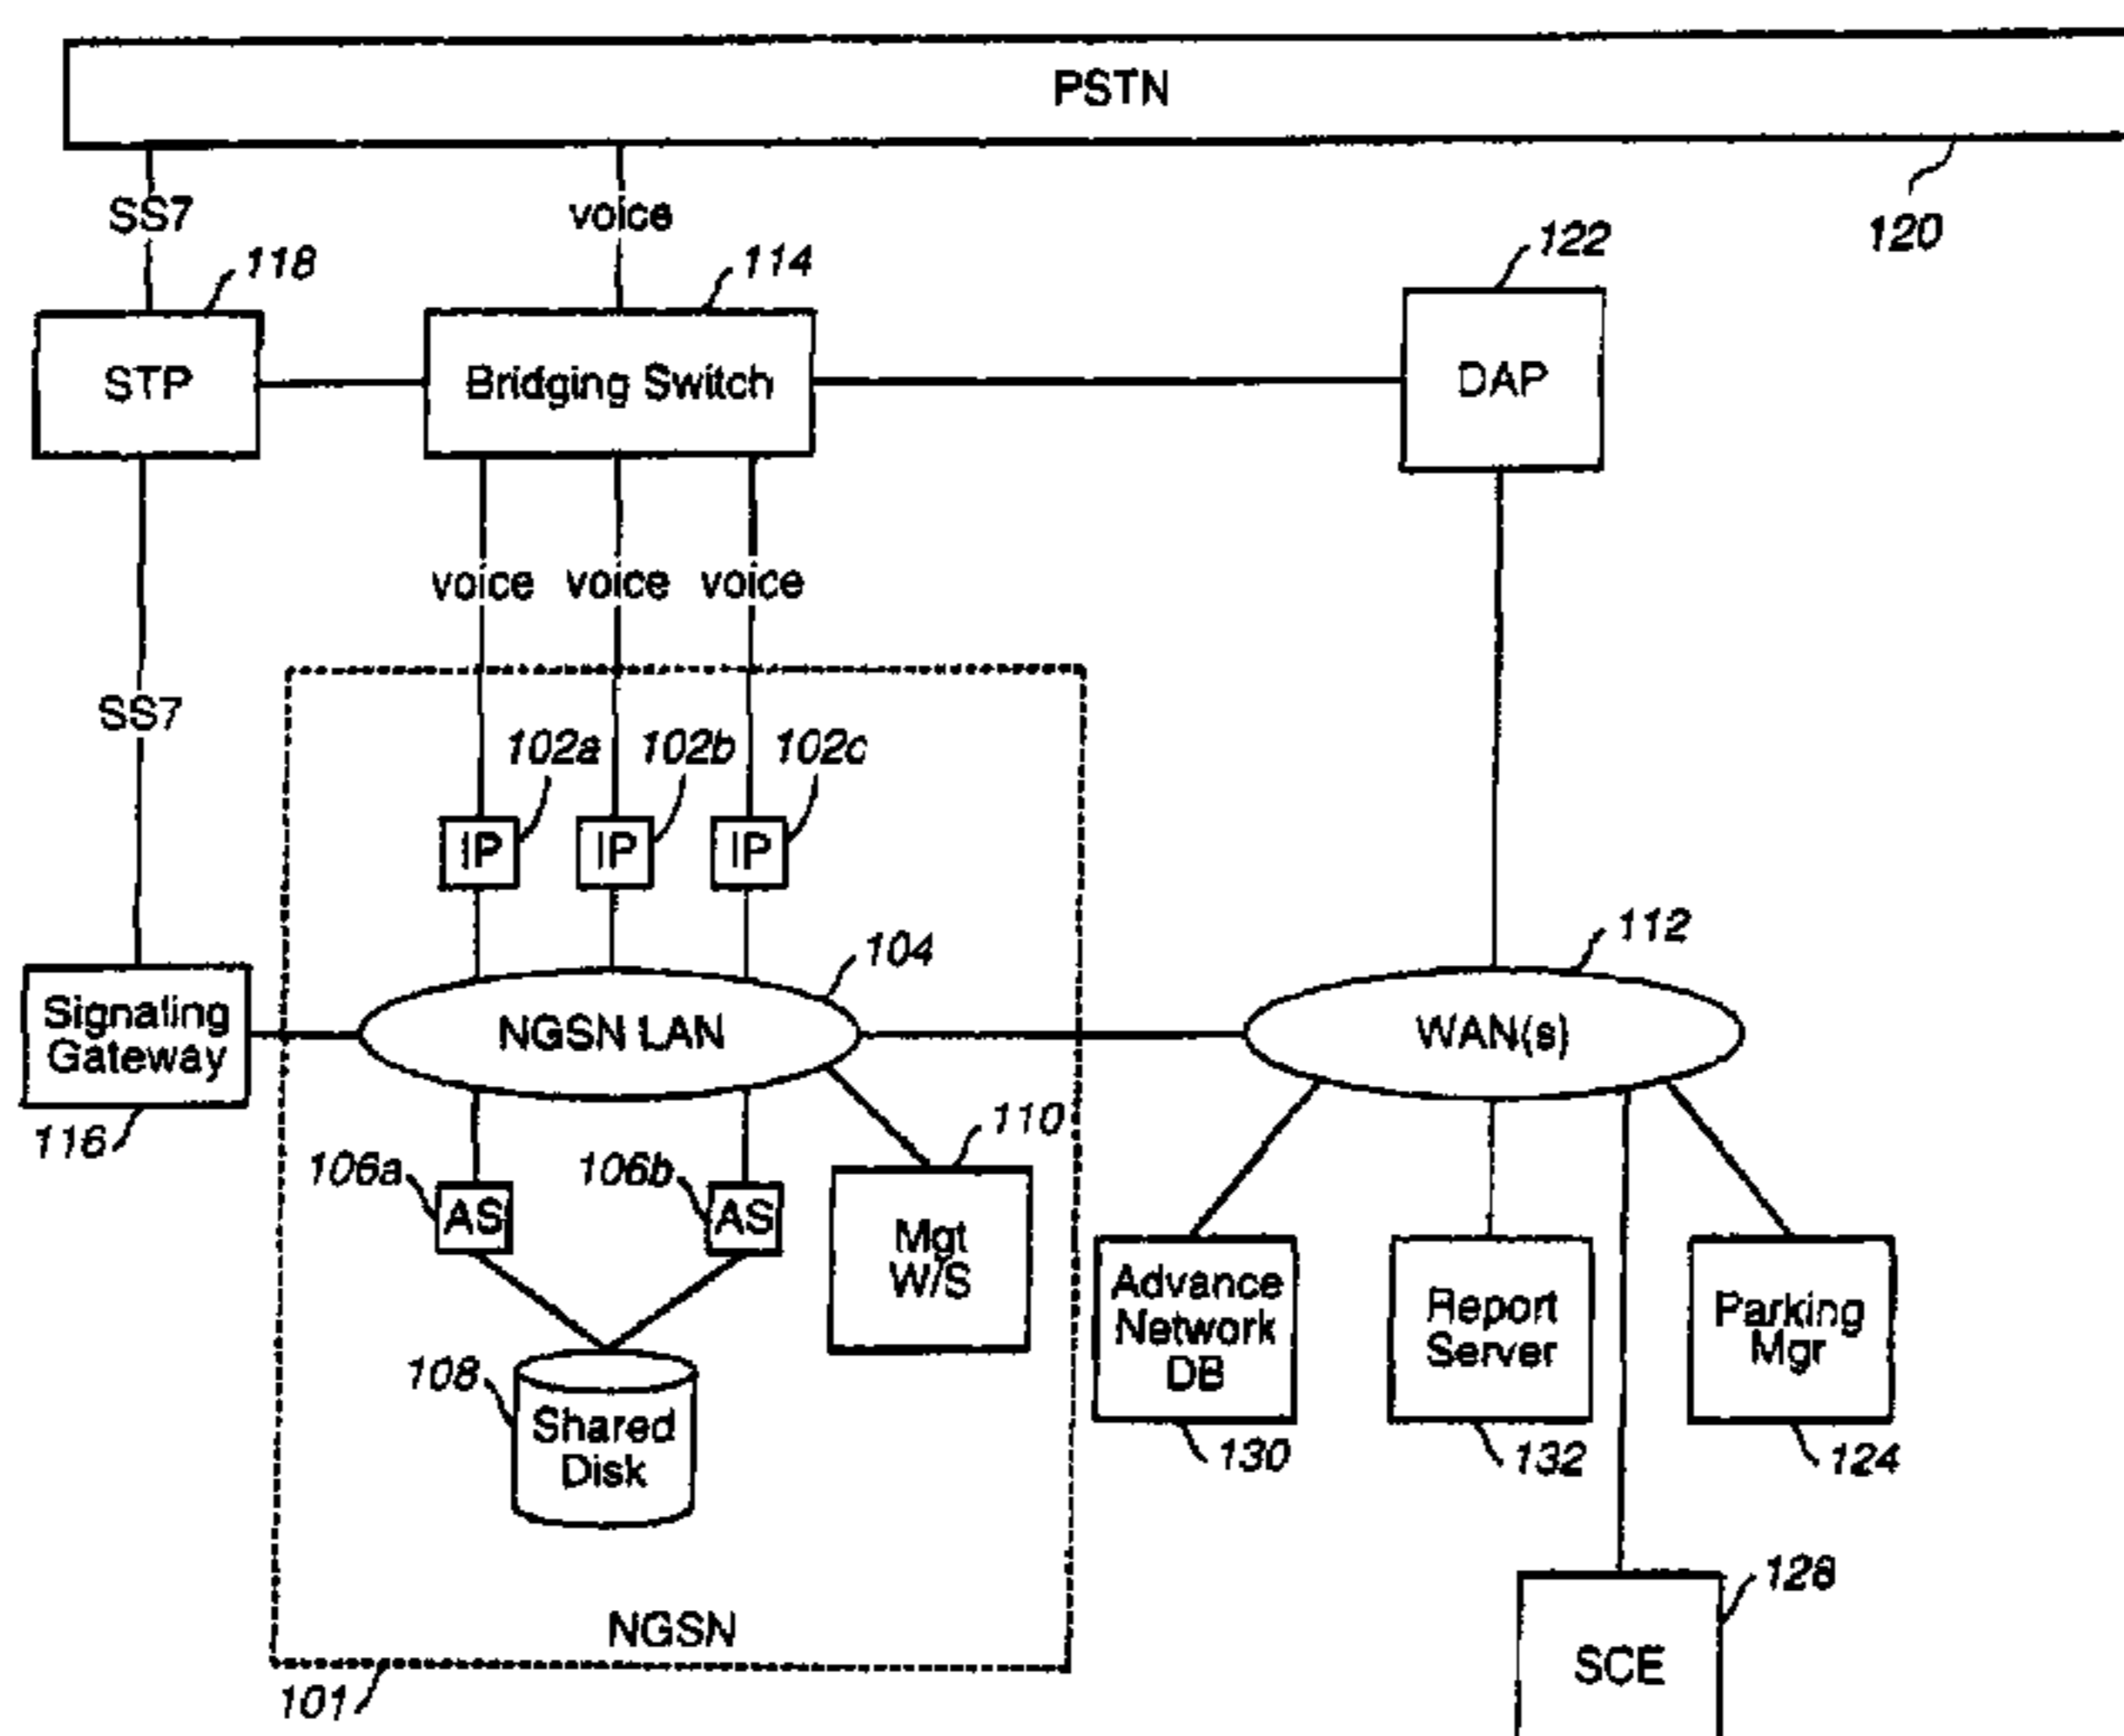 PSTN
120
SS7
voice
118
114
122
STP
Bridging Switch
DAP
voice voice voice
SS7
102a 102b 102c
IP IP IP
104
112
Signaling
Gateway
NGSN LAN
WAN(s)
116
110
106a
106b
AS
AS
Mgt
W/S
Advance
Network
DB
Report
Server
Parking
Mgr
108
Shared
Disk
130
132
124
128
NGSN
SCE
101